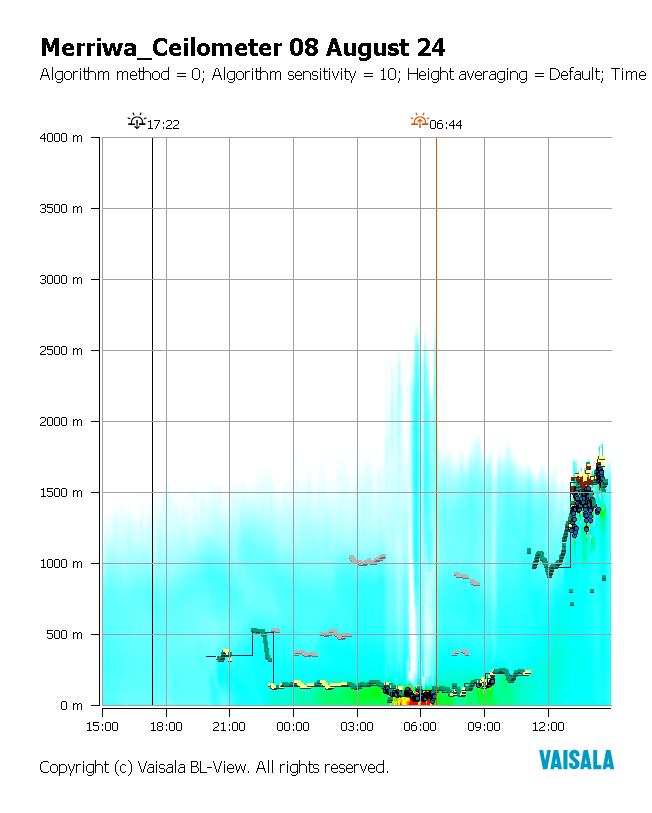 Merriwa_Ceilometer 08 August 24
Algorithm method = 0; Algorithm sensitivity = 10; Height averaging = Default; Time
17:22 06:44
4000 m
3500 m
3000 m
2500 m
2000 m
1500 m
1000 m
500 m
0 m
15:00 18:00 21:00 00:00 03:00 06:00 09:00 12:00
Copyright (c) Vaisala BL-View. All rights reserved.
VAISALA